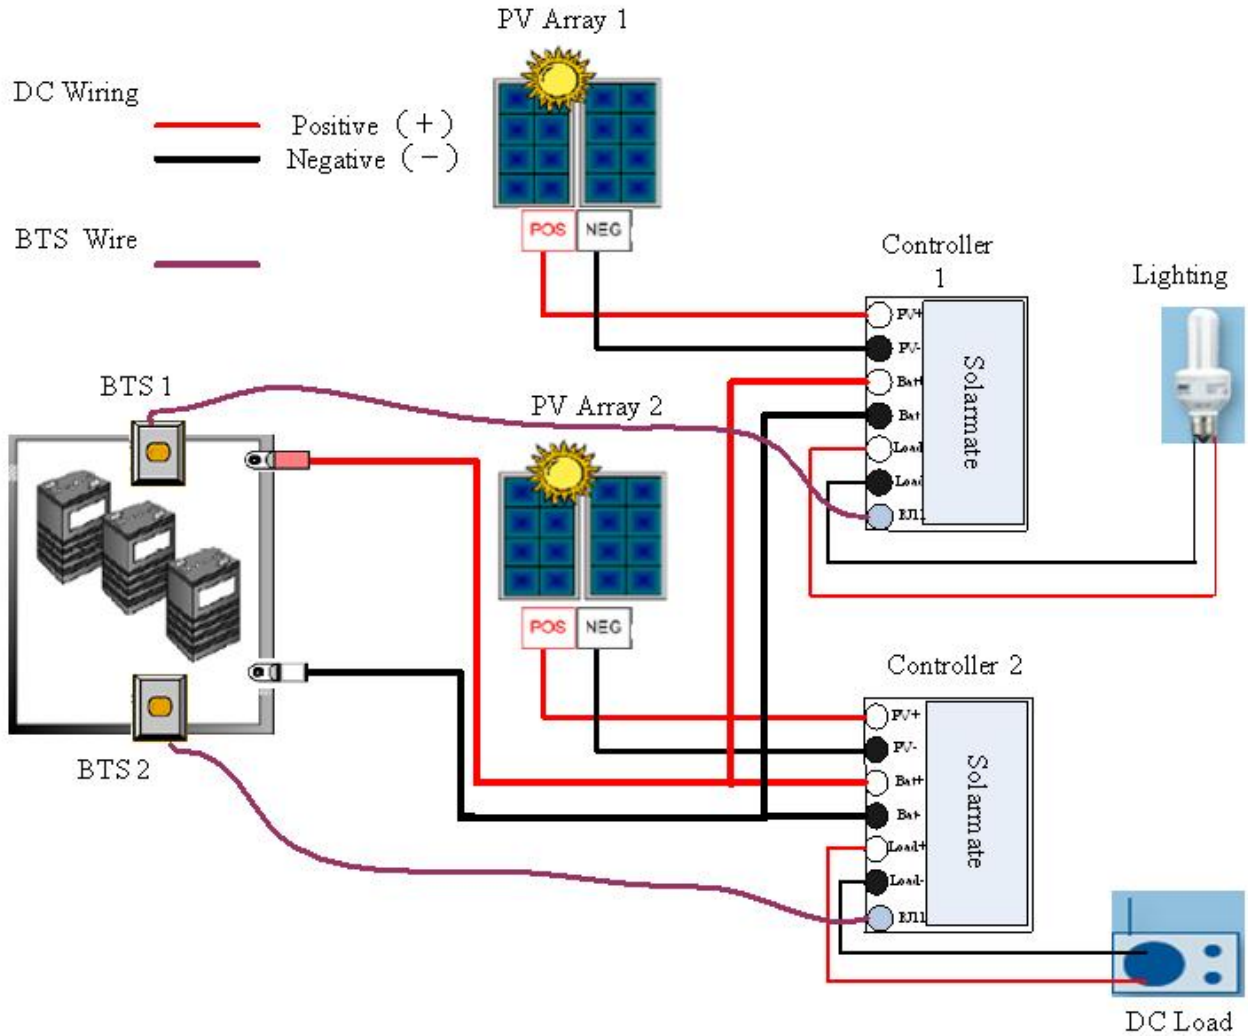 PV Array 1
DC Wiring
Positive (+)
Negative (-)
BTS Wire
POS NEG
Controller
1
Lighting
PV+
PV-
Bat+
Bat
Load
Load
RJ11
Solarmate
BTS 1
PV Array 2
POS NEG
Controller 2
PV+
PV-
Bat+
Bat
Load+
Load-
RJ11
Solarmate
BTS 2
DC Load